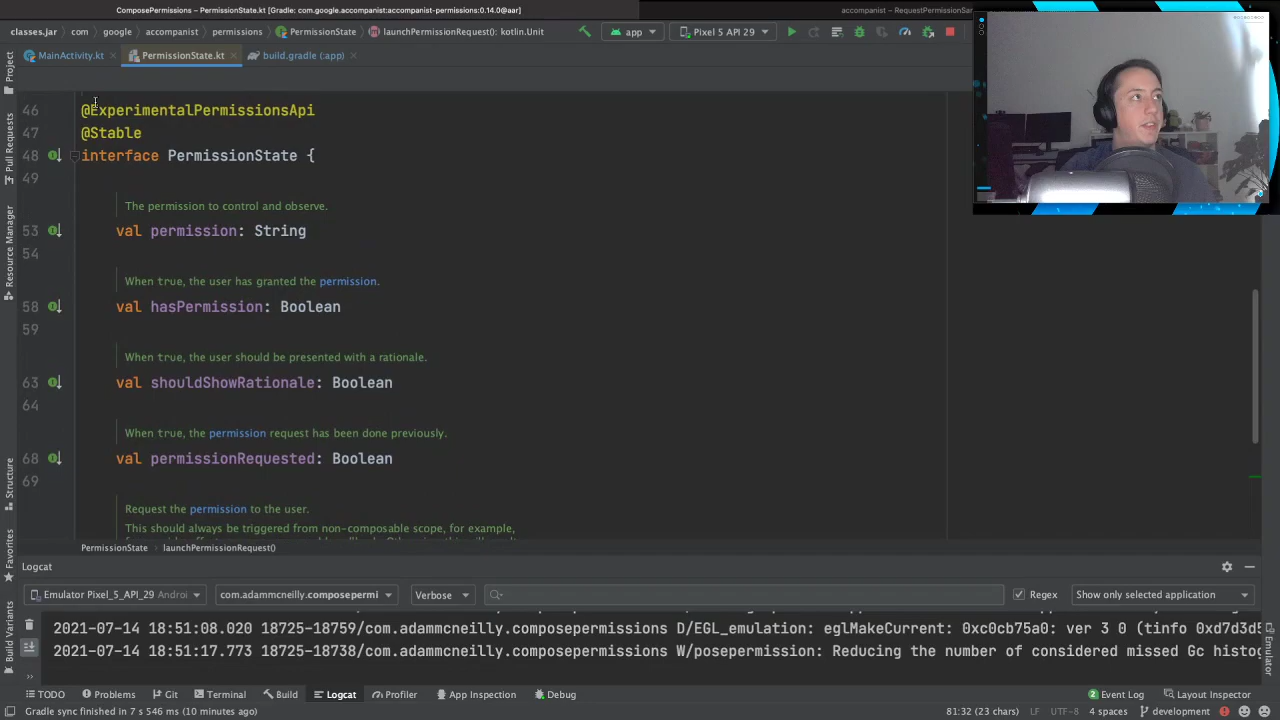 ComposePermissions – PermissionState.kt [Gradle: com.google.accompanist:accompanist-permissions:0.14.0@aar]
accompanist – RequestPermissionSam
classes.jar com google accompanist permissions PermissionState launchPermissionRequest(): kotlin.Unit
app Pixel 5 API 29
MainActivity.kt PermissionState.kt build.gradle (:app)
Project
Pull Requests
Resource Manager
Structure
Favorites
Build Variants
46 @ExperimentalPermissionsApi
47 @Stable
48 interface PermissionState {
49
The permission to control and observe.
53 val permission: String
54
When true, the user has granted the permission.
58 val hasPermission: Boolean
59
When true, the user should be presented with a rationale.
63 val shouldShowRationale: Boolean
64
When true, the permission request has been done previously.
68 val permissionRequested: Boolean
69
Request the permission to the user.
This should always be triggered from non-composable scope, for example,
PermissionState launchPermissionRequest()
Logcat
Emulator Pixel_5_API_29 Androi com.adammcneilly.composepermi Verbose Regex Show only selected application
2021-07-14 18:51:08.020 18725-18759/com.adammcneilly.composepermissions D/EGL_emulation: eglMakeCurrent: 0xc0cb75a0: ver 3 0 (tinfo 0xd7d3d5
2021-07-14 18:51:17.773 18725-18738/com.adammcneilly.composepermissions W/posepermission: Reducing the number of considered missed Gc histog
Emulator
TODO Problems Git Terminal Build Logcat Profiler App Inspection Debug 2 Event Log Layout Inspector
Gradle sync finished in 7 s 546 ms (10 minutes ago) 81:32 (23 chars) LF UTF-8 4 spaces development